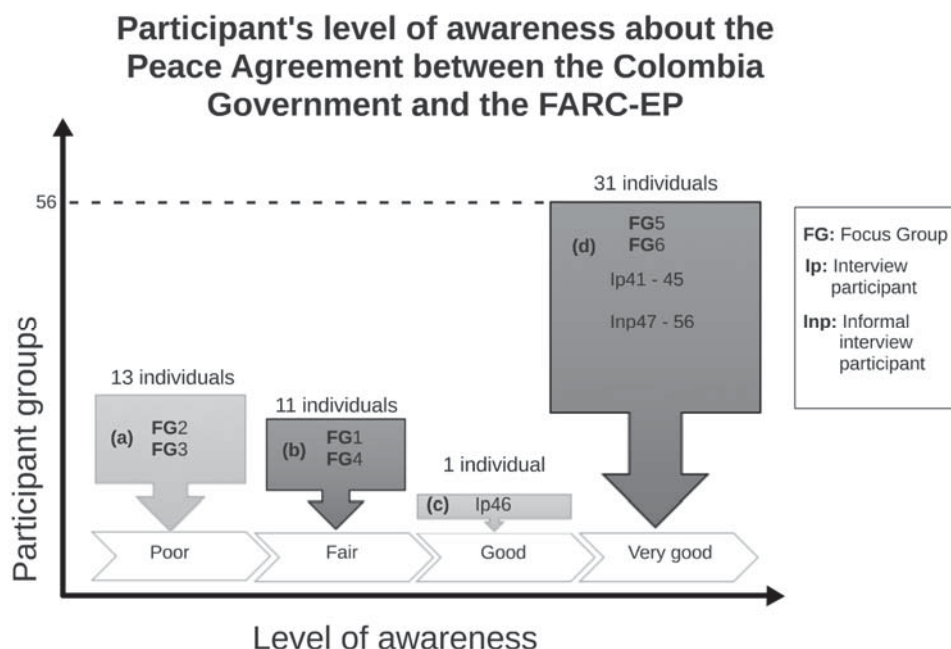 Participant's level of awareness about the
Peace Agreement between the Colombia
Government and the FARC-EP
56
31 individuals
(d)
FG5
FG6
Ip41 - 45
Inp47 - 56
FG: Focus Group
Ip: Interview
participant
Inp: Informal
interview
participant
13 individuals
(a)
FG2
FG3
11 individuals
(b)
FG1
FG4
1 individual
(c) Ip46
Poor
Fair
Good
Very good
Participant groups
Level of awareness